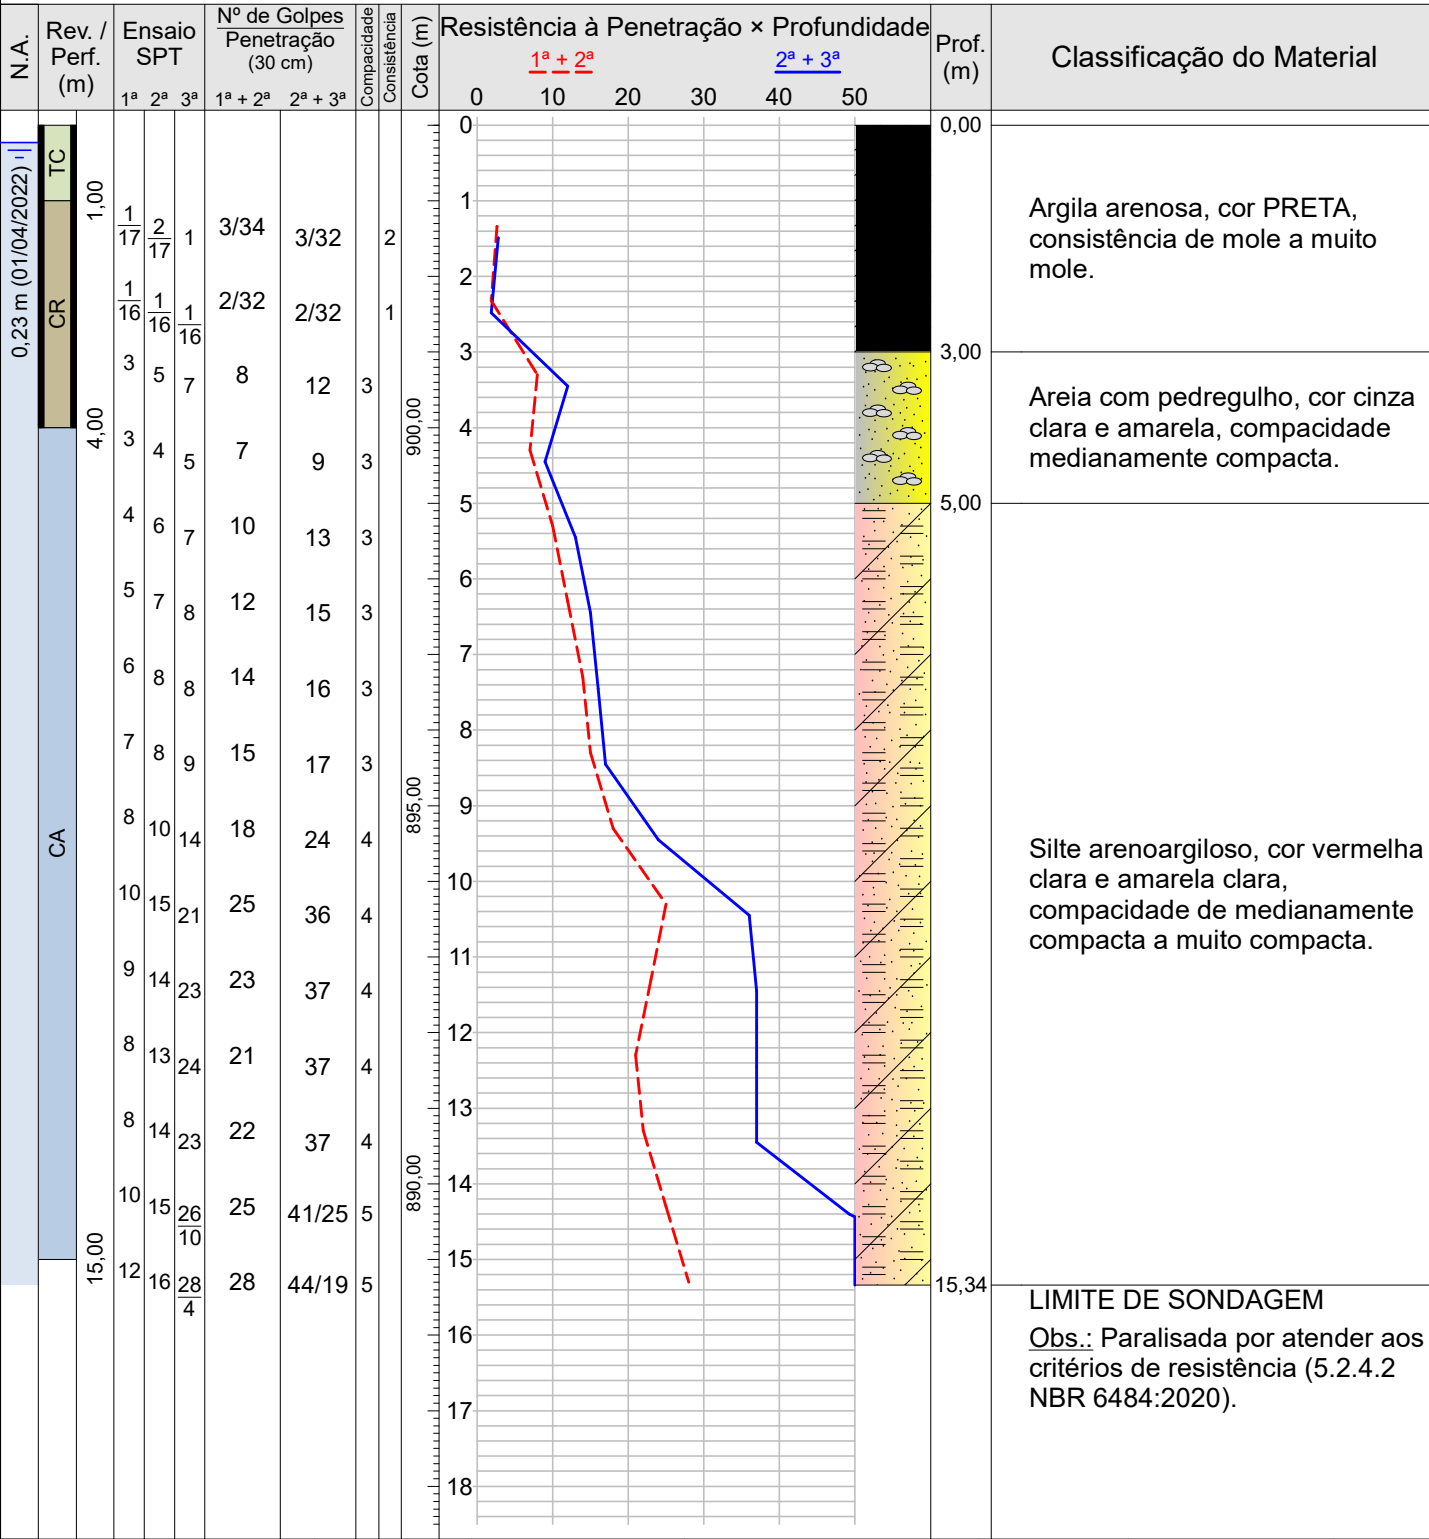 N.A.
Rev. /
Perf.
(m)
Ensaio
SPT
1ª 2ª 3ª
Nº de Golpes
Penetração
(30 cm)
1ª + 2ª 2ª + 3ª
Compacidade
Consistência
Cota (m)
Resistência à Penetração × Profundidade
1ª + 2ª 2ª + 3ª
0 10 20 30 40 50
Prof.
(m)
Classificação do Material
0,23 m (01/04/2022)
TC
CR
CA
1,00
4,00
15,00
1/17 2/17 1 3/34 3/32 2
1/16 1/16 1/16 2/32 2/32 1
3 5 7 8 12 3
3 4 5 7 9 3
4 6 7 10 13 3
5 7 8 12 15 3
6 8 8 14 16 3
7 8 9 15 17 3
8 10 14 18 24 4
10 15 21 25 36 4
9 14 23 23 37 4
8 13 24 21 37 4
8 14 23 22 37 4
10 15 26/10 25 41/25 5
12 16 28/4 28 44/19 5
900,00
895,00
890,00
0
1
2
3
4
5
6
7
8
9
10
11
12
13
14
15
16
17
18
0,00
3,00
5,00
15,34
Argila arenosa, cor PRETA,
consistência de mole a muito
mole.
Areia com pedregulho, cor cinza
clara e amarela, compacidade
medianamente compacta.
Silte arenoargiloso, cor vermelha
clara e amarela clara,
compacidade de medianamente
compacta a muito compacta.
LIMITE DE SONDAGEM
Obs.: Paralisada por atender aos
critérios de resistência (5.2.4.2
NBR 6484:2020).